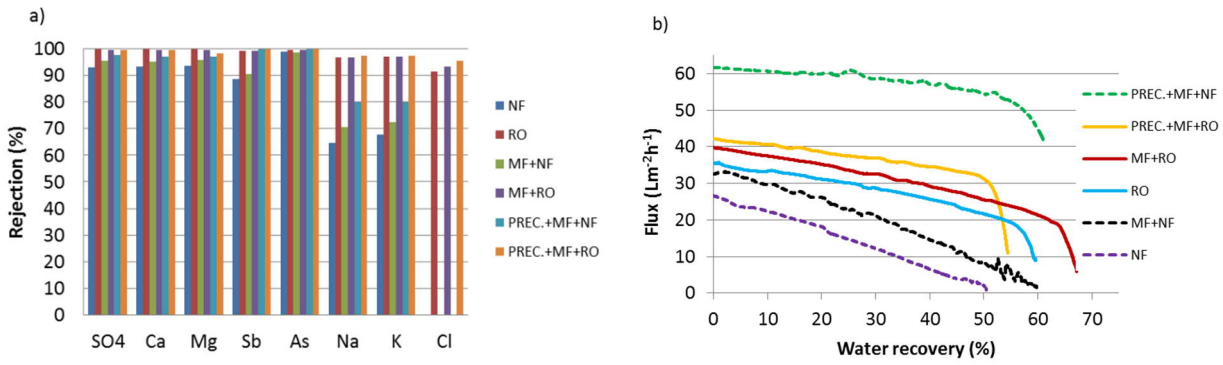 a)
Rejection (%)
100
90
80
70
60
50
40
30
20
10
0
SO4 Ca Mg Sb As Na K Cl
NF
RO
MF+NF
MF+RO
PREC.+MF+NF
PREC.+MF+RO
b)
Flux (Lm⁻²h⁻¹)
60
50
40
30
20
10
0
0 10 20 30 40 50 60 70
Water recovery (%)
PREC.+MF+NF
PREC.+MF+RO
MF+RO
RO
MF+NF
NF